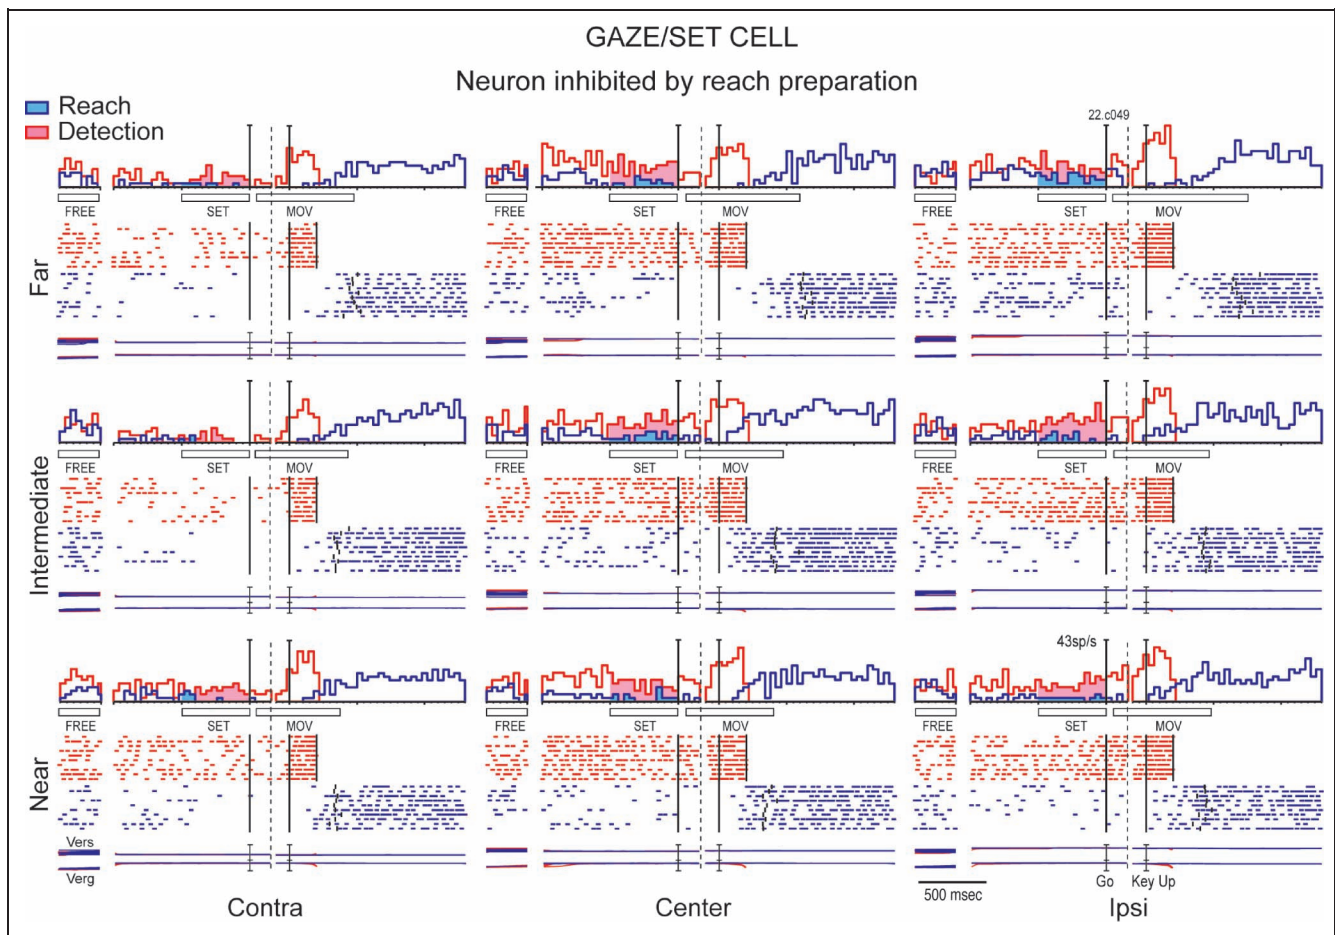 GAZE/SET CELL
Neuron inhibited by reach preparation
Reach
Detection
22.c049
FREE SET MOV FREE SET MOV FREE SET MOV
Far
FREE SET MOV FREE SET MOV FREE SET MOV
Intermediate
43sp/s
FREE SET MOV FREE SET MOV FREE SET MOV
Near
Vers
Verg
Go Key Up
500 msec
Contra Center Ipsi